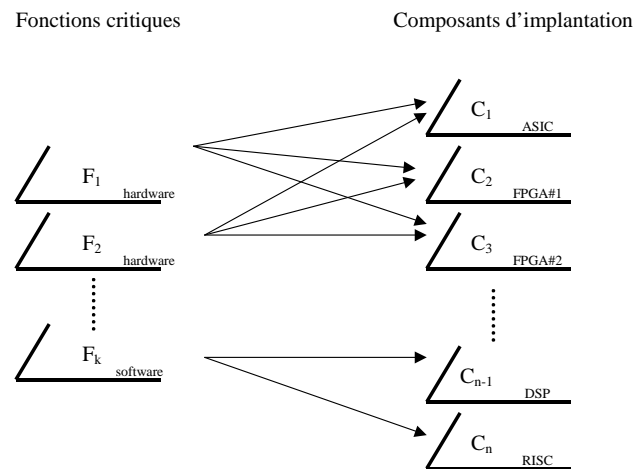 Fonctions critiques
Composants d’implantation
F₁
hardware
F₂
hardware
Fₖ
software
C₁
ASIC
C₂
FPGA#1
C₃
FPGA#2
Cₙ₋₁
DSP
Cₙ
RISC